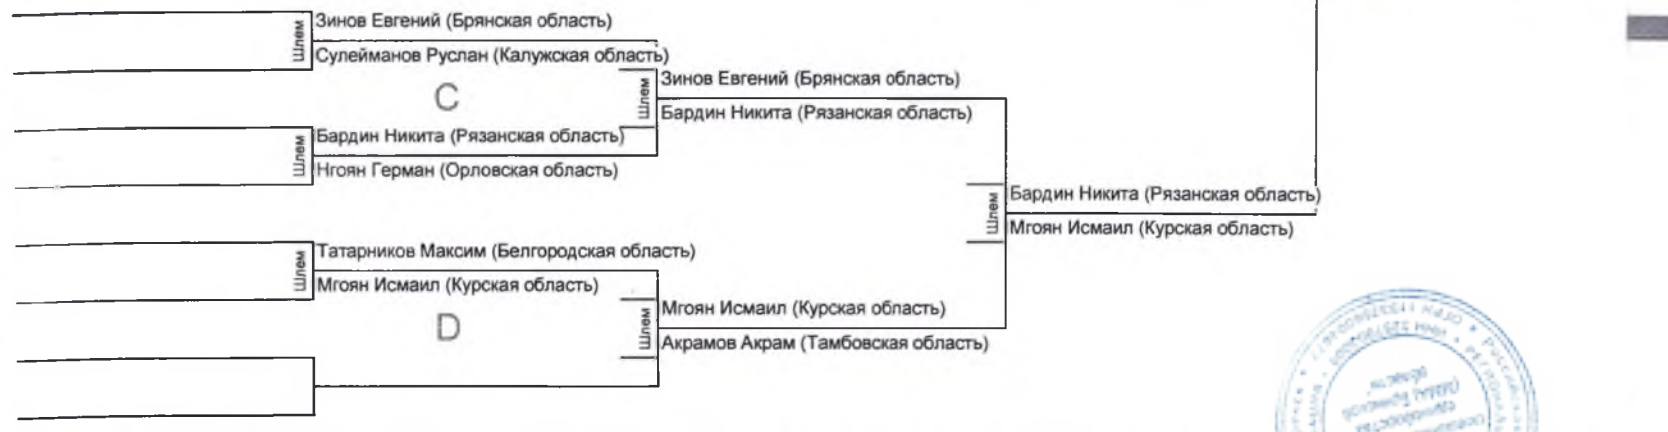 Шлем
Зинов Евгений (Брянская область)
Сулейманов Руслан (Калужская область)
C
Шлем
Зинов Евгений (Брянская область)
Бардин Никита (Рязанская область)
Шлем
Бардин Никита (Рязанская область)
Нгоян Герман (Орловская область)
Шлем
Бардин Никита (Рязанская область)
Мгоян Исмаил (Курская область)
Шлем
Татарников Максим (Белгородская область)
Мгоян Исмаил (Курская область)
D
Шлем
Мгоян Исмаил (Курская область)
Акрамов Акрам (Тамбовская область)